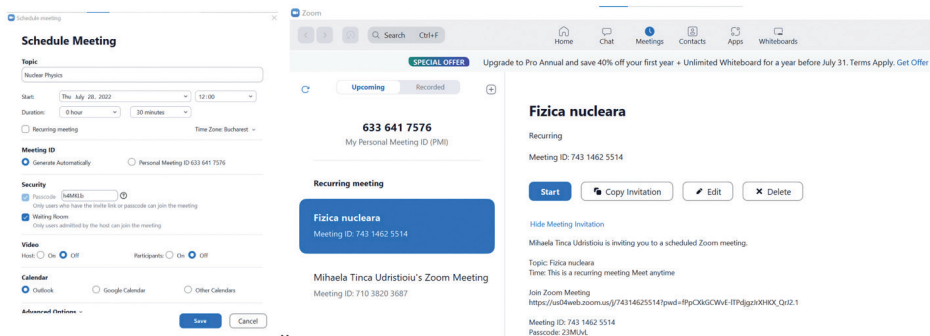 Schedule meeting
Schedule Meeting
Topic
Nuclear Physics
Start: Thu July 28, 2022 12:00
Duration: 0 hour 30 minutes
Recurring meeting Time Zone: Bucharest
Meeting ID
Generate Automatically Personal Meeting ID 633 641 7576
Security
Passcode
Only users who have the invite link or passcode can join the meeting
Waiting Room
Only users admitted by the host can join the meeting
Video
Host: On Off Participants: On Off
Calendar
Outlook Google Calendar Other Calendars
Advanced Options
Save Cancel
Zoom
Search Ctrl+F
Home Chat Meetings Contacts Apps Whiteboards
SPECIAL OFFER Upgrade to Pro Annual and save 40% off your first year + Unlimited Whiteboard for a year before July 31. Terms Apply. Get Offer
Upcoming Recorded
633 641 7576
My Personal Meeting ID (PMI)
Recurring meeting
Fizica nucleara
Meeting ID: 743 1462 5514
Mihaela Tinca Udristioiu's Zoom Meeting
Meeting ID: 710 3820 3687
Fizica nucleara
Recurring
Meeting ID: 743 1462 5514
Start Copy Invitation Edit Delete
Hide Meeting Invitation
Mihaela Tinca Udristioiu is inviting you to a scheduled Zoom meeting.
Topic: Fizica nucleara
Time: This is a recurring meeting Meet anytime
Join Zoom Meeting
Meeting ID: 743 1462 5514
Passcode: 23MUvL